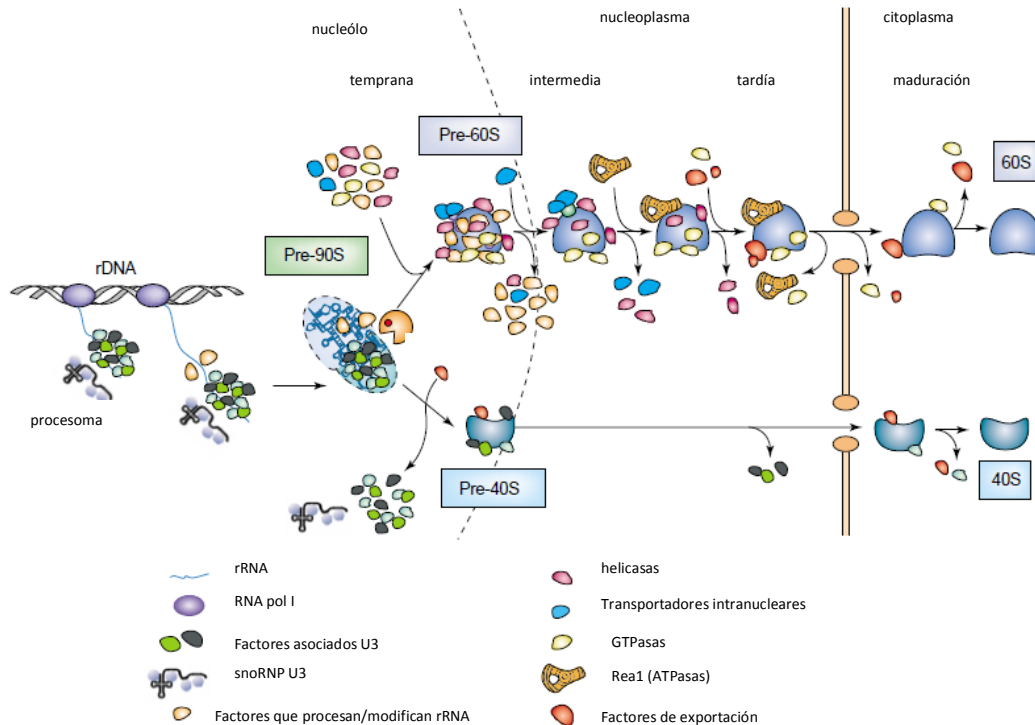 nucleólo
nucleoplasma
citoplasma
temprana
intermedia
tardía
maduración
Pre-60S
60S
Pre-90S
rDNA
procesoma
Pre-40S
40S
rRNA
RNA pol I
Factores asociados U3
snoRNP U3
Factores que procesan/modifican rRNA
helicasas
Transportadores intranucleares
GTPasas
Rea1 (ATPasas)
Factores de exportación